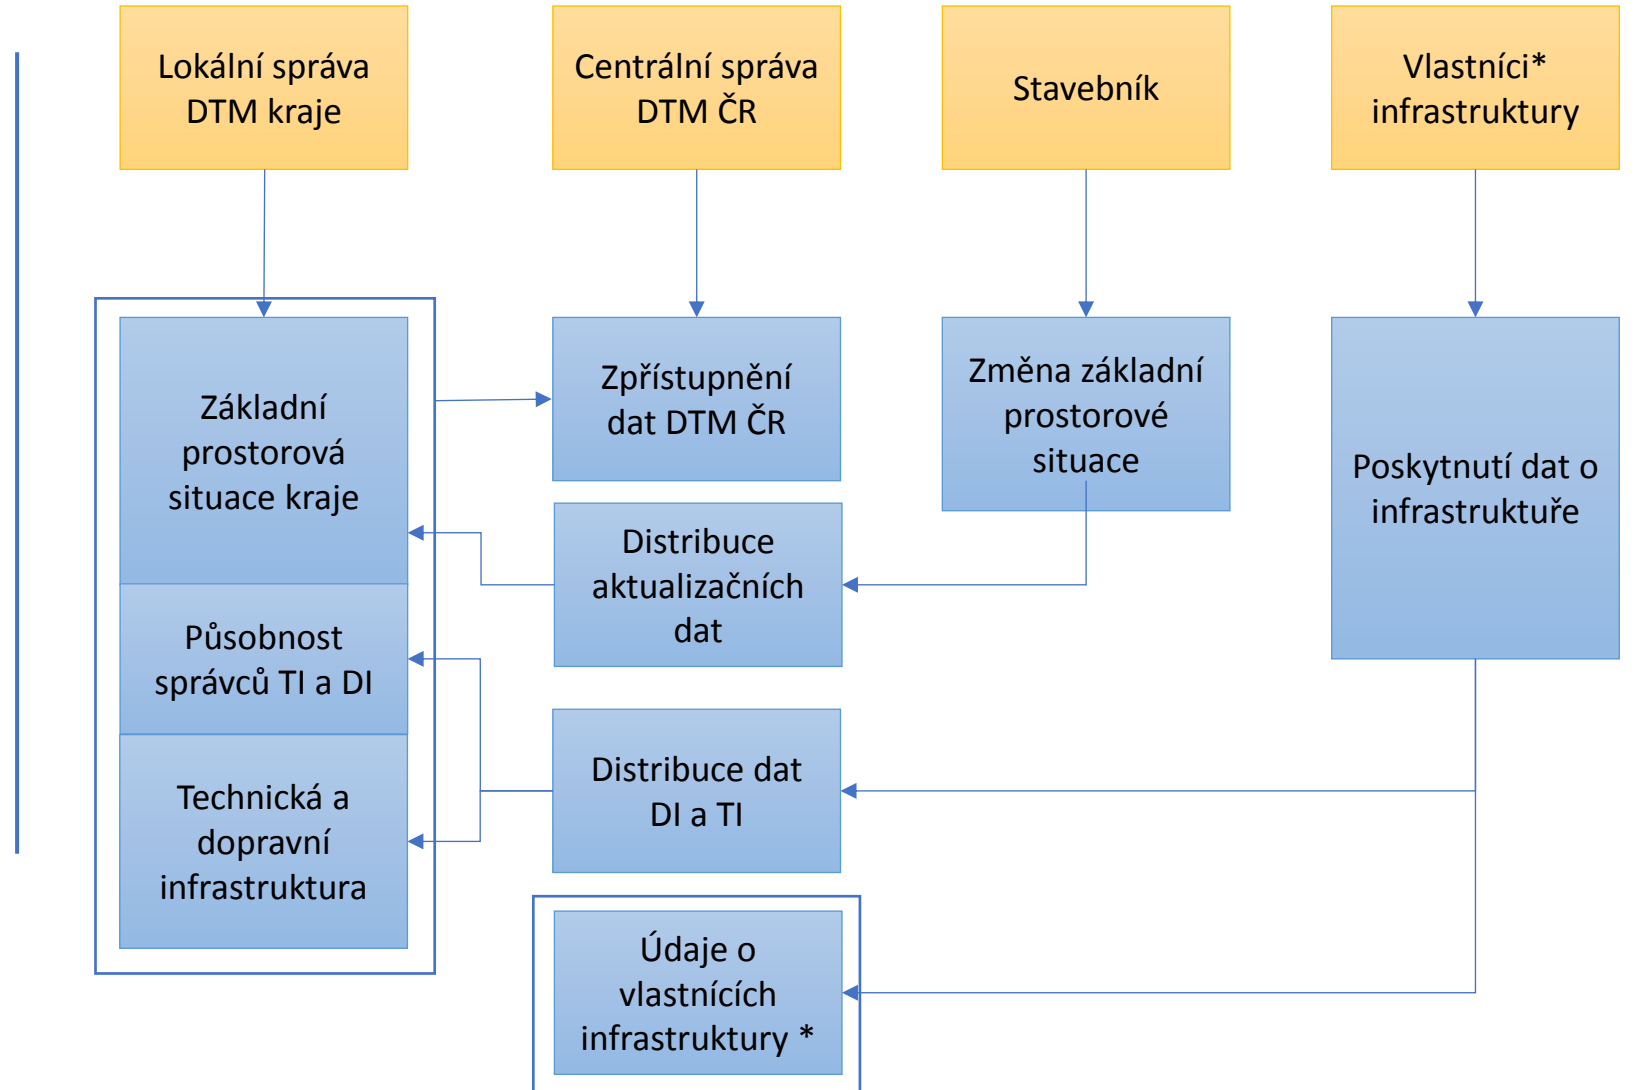 Lokální správa
DTM kraje
Centrální správa
DTM ČR
Stavebník
Vlastníci*
infrastruktury
Základní
prostorová
situace kraje
Zpřístupnění
dat DTM ČR
Změna základní
prostorové
situace
Poskytnutí dat o
infrastruktuře
Distribuce
aktualizačních
dat
Působnost
správců TI a DI
Distribuce dat
DI a TI
Technická a
dopravní
infrastruktura
Údaje o
vlastnících
infrastruktury *